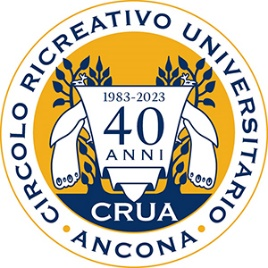 CIRCOLO RICREATIVO UNIVERSITARIO
1983-2023
40
ANNI
CRUA
• ANCONA •